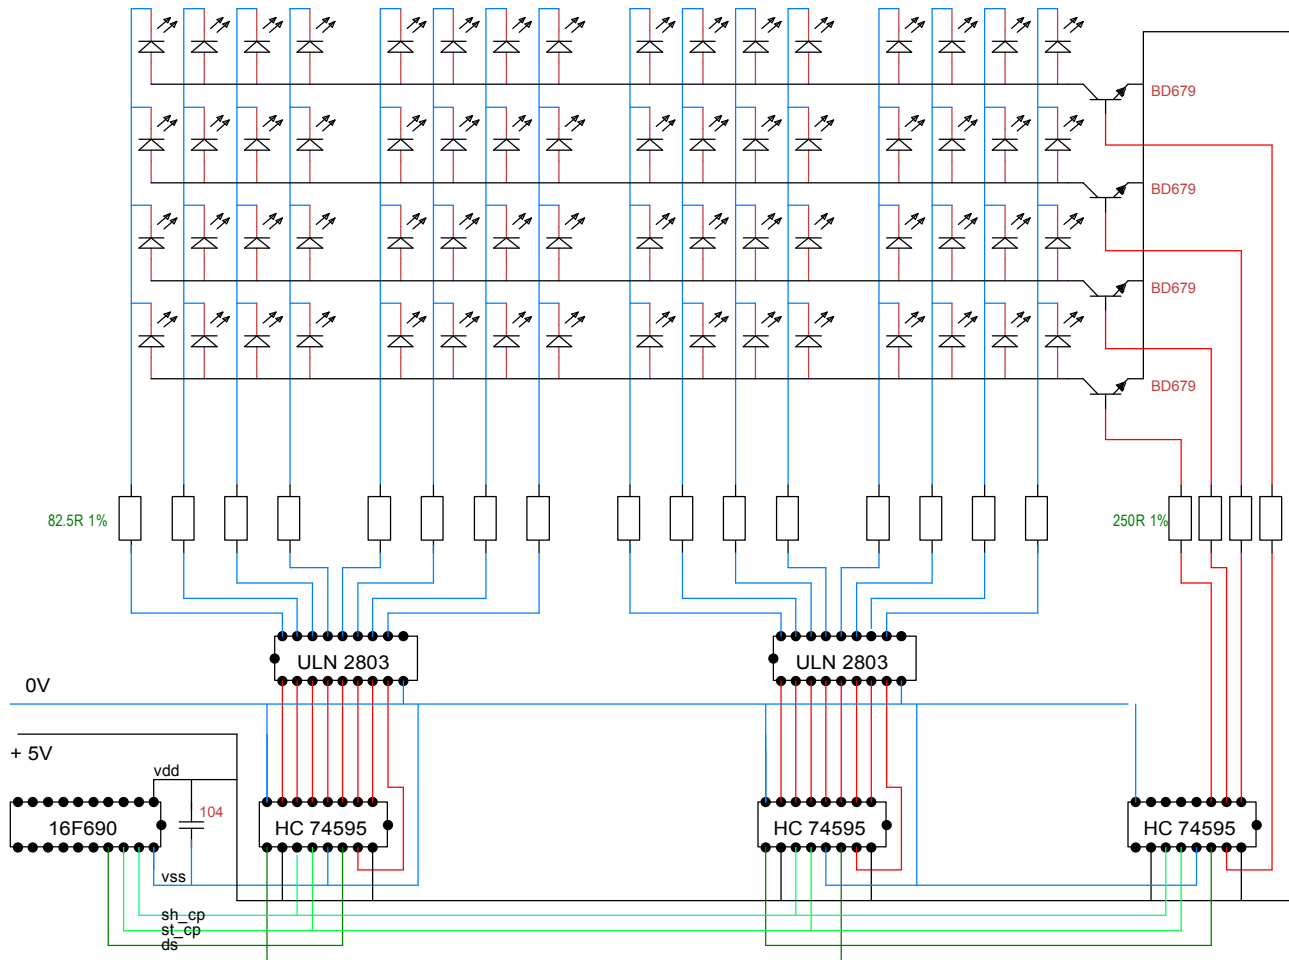 BD679
BD679
BD679
BD679
82.5R 1%
250R 1%
ULN 2803
ULN 2803
0V
+ 5V
vdd
104
16F690
HC 74595
HC 74595
HC 74595
vss
sh_cp
st_cp
ds